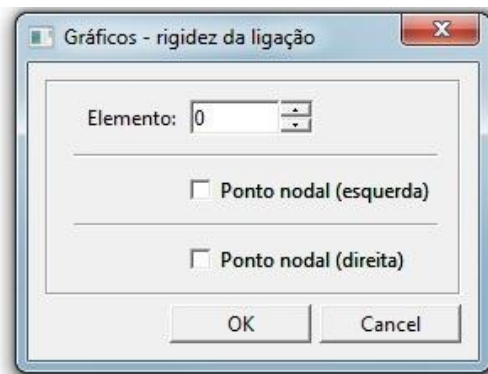 Gráficos - rigidez da ligação
Elemento: 0
Ponto nodal (esquerda)
Ponto nodal (direita)
OK Cancel